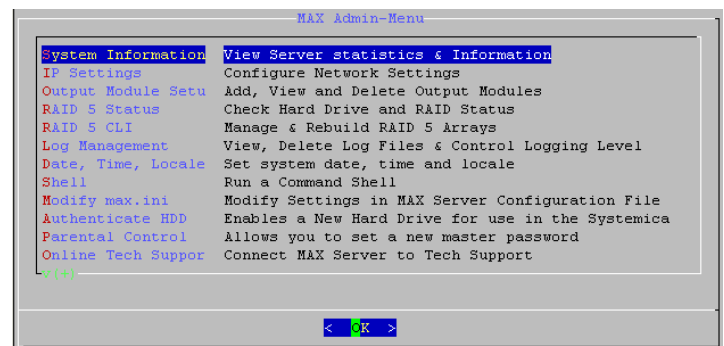 MAX Admin-Menu
System Information View Server statistics & Information
IP Settings Configure Network Settings
Output Module Setu Add, View and Delete Output Modules
RAID 5 Status Check Hard Drive and RAID Status
RAID 5 CLI Manage & Rebuild RAID 5 Arrays
Log Management View, Delete Log Files & Control Logging Level
Date, Time, Locale Set system date, time and locale
Shell Run a Command Shell
Modify max.ini Modify Settings in MAX Server Configuration File
Authenticate HDD Enables a New Hard Drive for use in the Systemica
Parental Control Allows you to set a new master password
Online Tech Suppor Connect MAX Server to Tech Support
< OK >